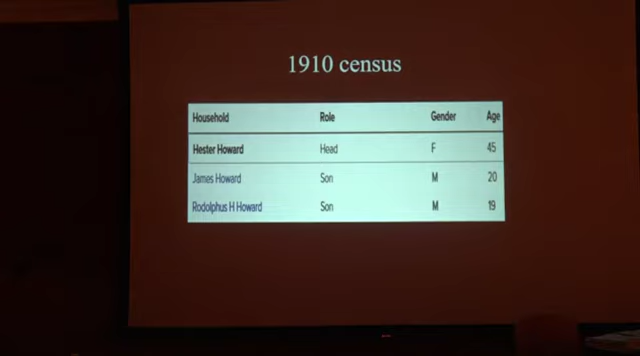 1910 census
Household Role Gender Age
Hester Howard Head F 45
James Howard Son M 20
Rodolphus H Howard Son M 19